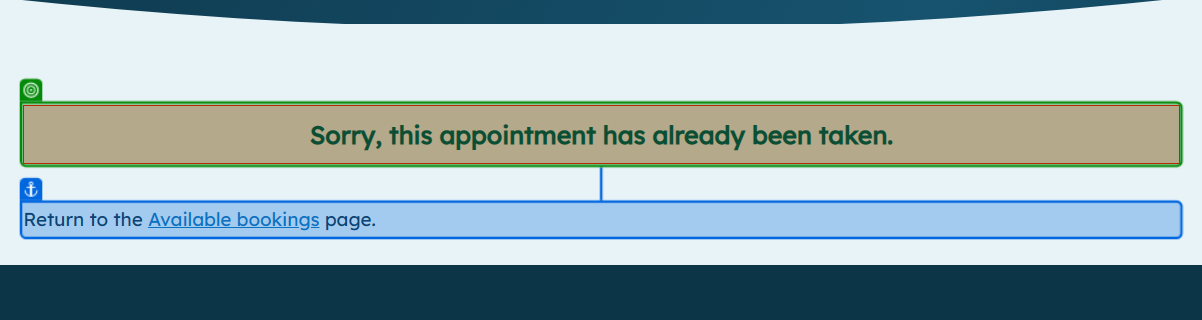 Sorry, this appointment has already been taken.
Return to the Available bookings page.